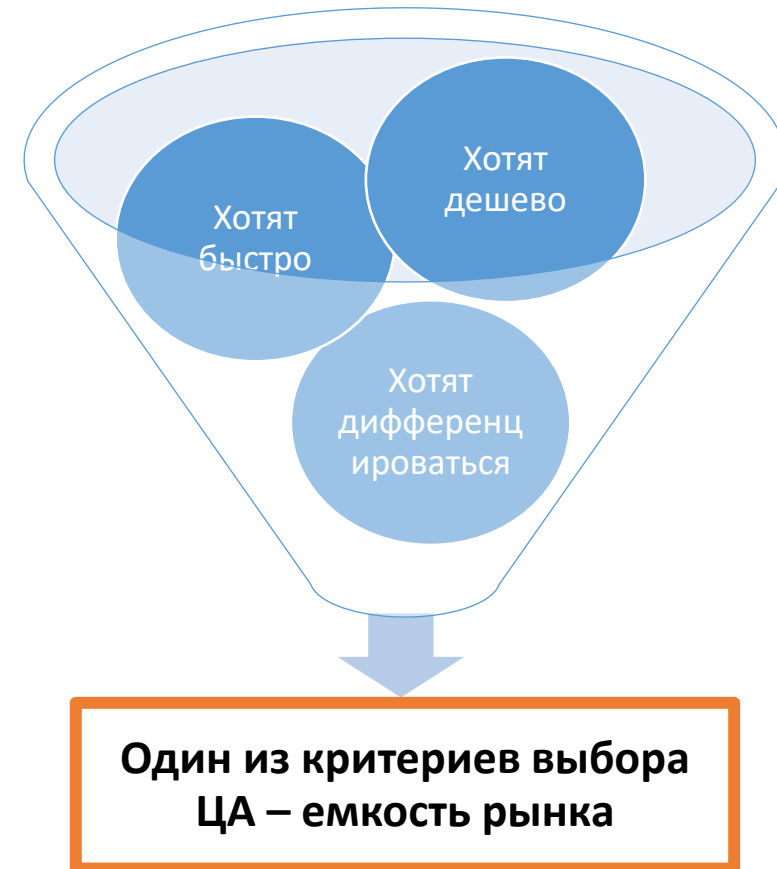 Хотят
дешево
Хотят
быстро
Хотят
дифференц
ироваться
Один из критериев выбора
ЦА – емкость рынка